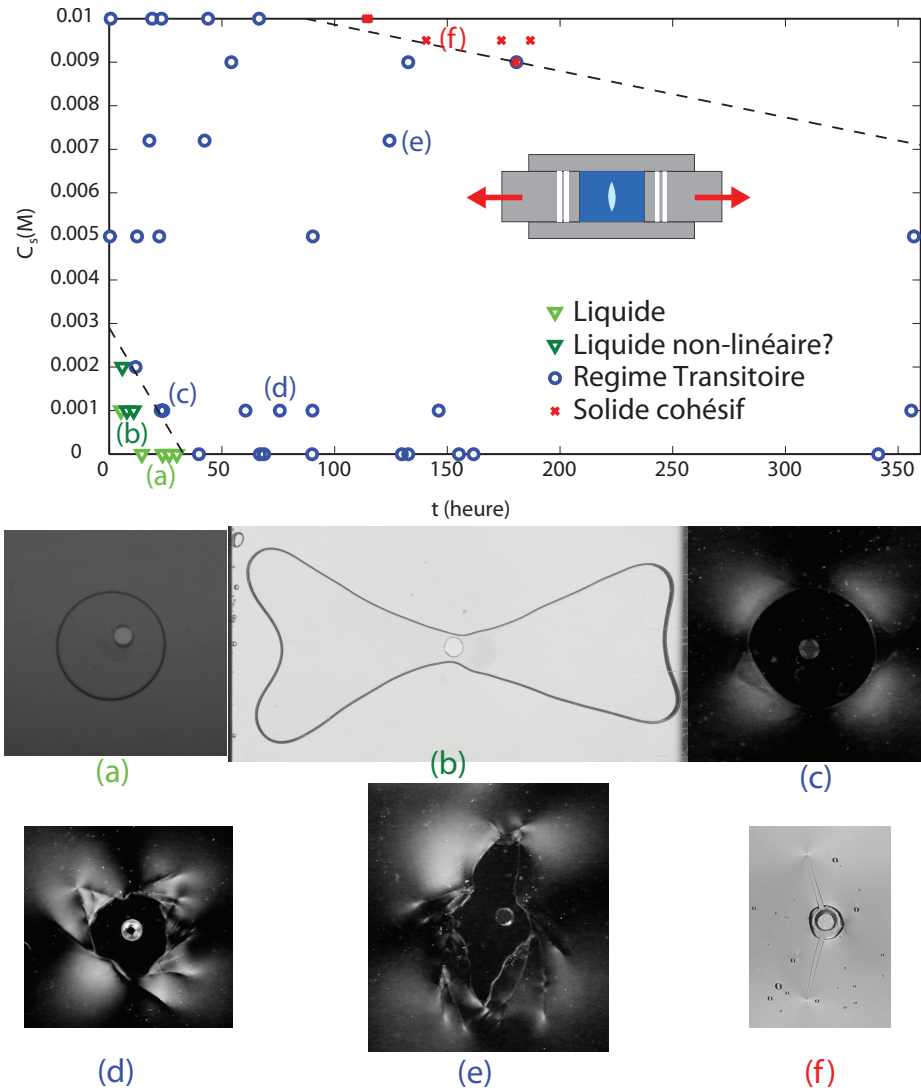 0.01
0.009
0.008
0.007
0.006
0.005
0.004
0.003
0.002
0.001
0
C_s(M)
(f)
(e)
(c)
(d)
(b)
(a)
Liquide
Liquide non-linéaire?
Regime Transitoire
Solide cohésif
0 50 100 150 200 250 300 350
t (heure)
(a)
(b)
(c)
(d)
(e)
(f)